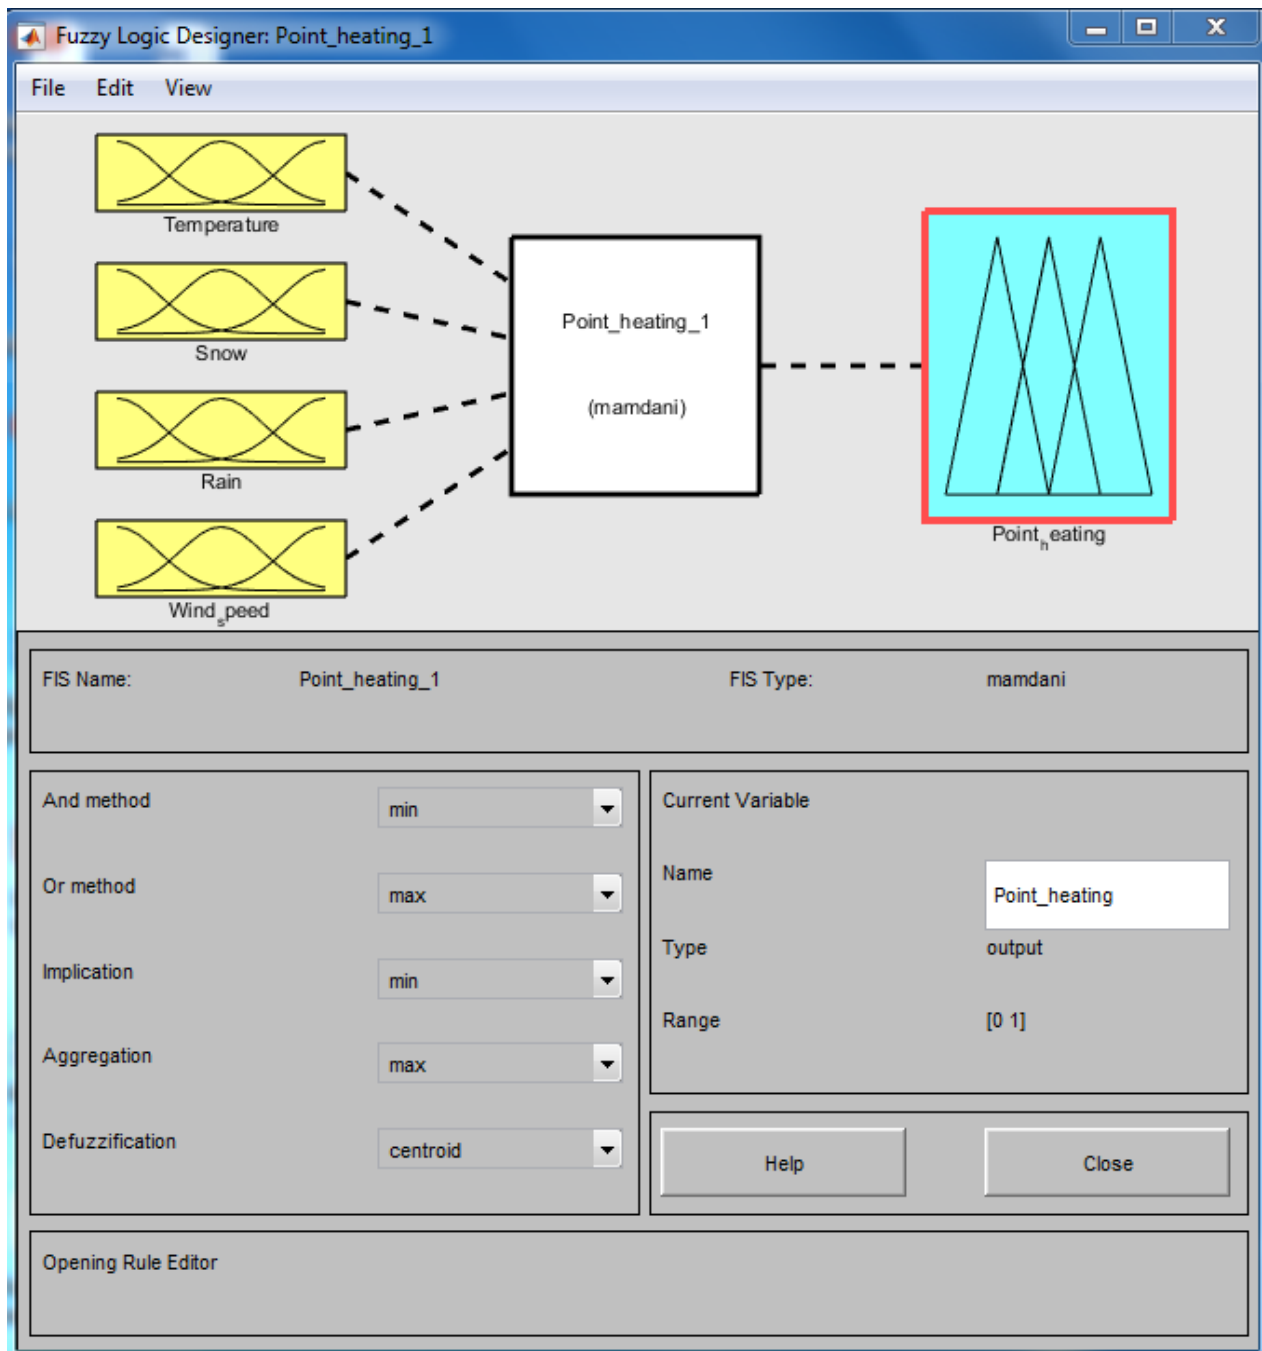 Fuzzy Logic Designer: Point_heating_1
File Edit View
Temperature
Snow
Rain
Wind_speed
Point_heating_1
(mamdani)
Point_heating
FIS Name: Point_heating_1 FIS Type: mamdani
And method min
Or method max
Implication min
Aggregation max
Defuzzification centroid
Current Variable
Name Point_heating
Type output
Range [0 1]
Help Close
Opening Rule Editor